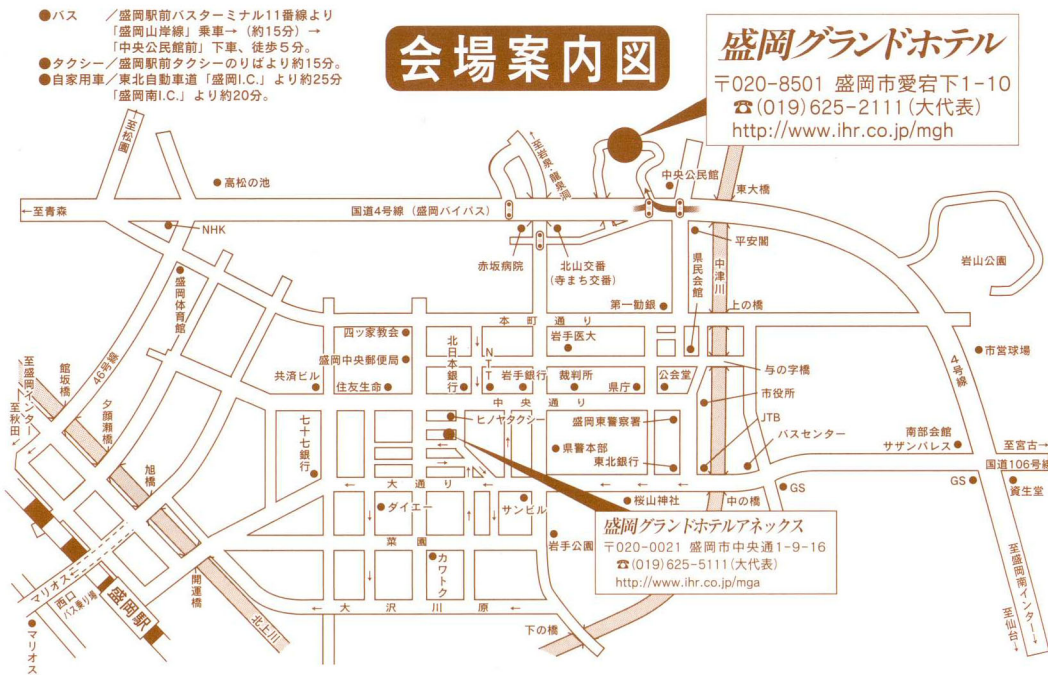 ●バス　／盛岡駅前バスターミナル11番線より
「盛岡山岸線」乗車→（約15分）→
「中央公民館前」下車、徒歩5分。
●タクシー／盛岡駅前タクシーのりばより約15分。
●自家用車／東北自動車道「盛岡I.C.」より約25分
「盛岡南I.C.」より約20分。
会場案内図
盛岡グランドホテル
〒020-8501 盛岡市愛宕下1-10
☎(019)625-2111(大代表)
http://www.ihr.co.jp/mgh
←至松園
●高松の池
←至岩泉・龍泉洞
中央公民館
東大橋
←至青森
国道4号線（盛岡バイパス）
NHK
赤坂病院
北山交番
(寺まち交番)
平安閣
県民会館
中津川
岩山公園
盛岡体育館
第一勧銀
上の橋
本町通り
四ッ家教会
盛岡中央郵便局
北日本銀行
NTT
岩手医大
共済ビル
住友生命
岩手銀行
裁判所
県庁
公会堂
与の字橋
4号線
●市営球場
46号線
館坂橋
至盛岡インター
至秋田
夕顔瀬橋
中央通り
市役所
七十七銀行
ヒノヤタクシー
盛岡東警察署
JTB
●県警本部
東北銀行
バスセンター
南部会館
サザンパレス
至宮古→
国道106号線
旭橋
大通り
GS
GS
資生堂
●ダイエー
サンビル
桜山神社
中の橋
盛岡グランドホテルアネックス
〒020-0021 盛岡市中央通1-9-16
☎(019)625-5111(大代表)
http://www.ihr.co.jp/mga
菜園
カワトク
岩手公園
開運橋
マリオス
西口
バス乗り場
盛岡駅
●マリオス
北上川
大沢川原
下の橋
至盛岡南インター→
至仙台→